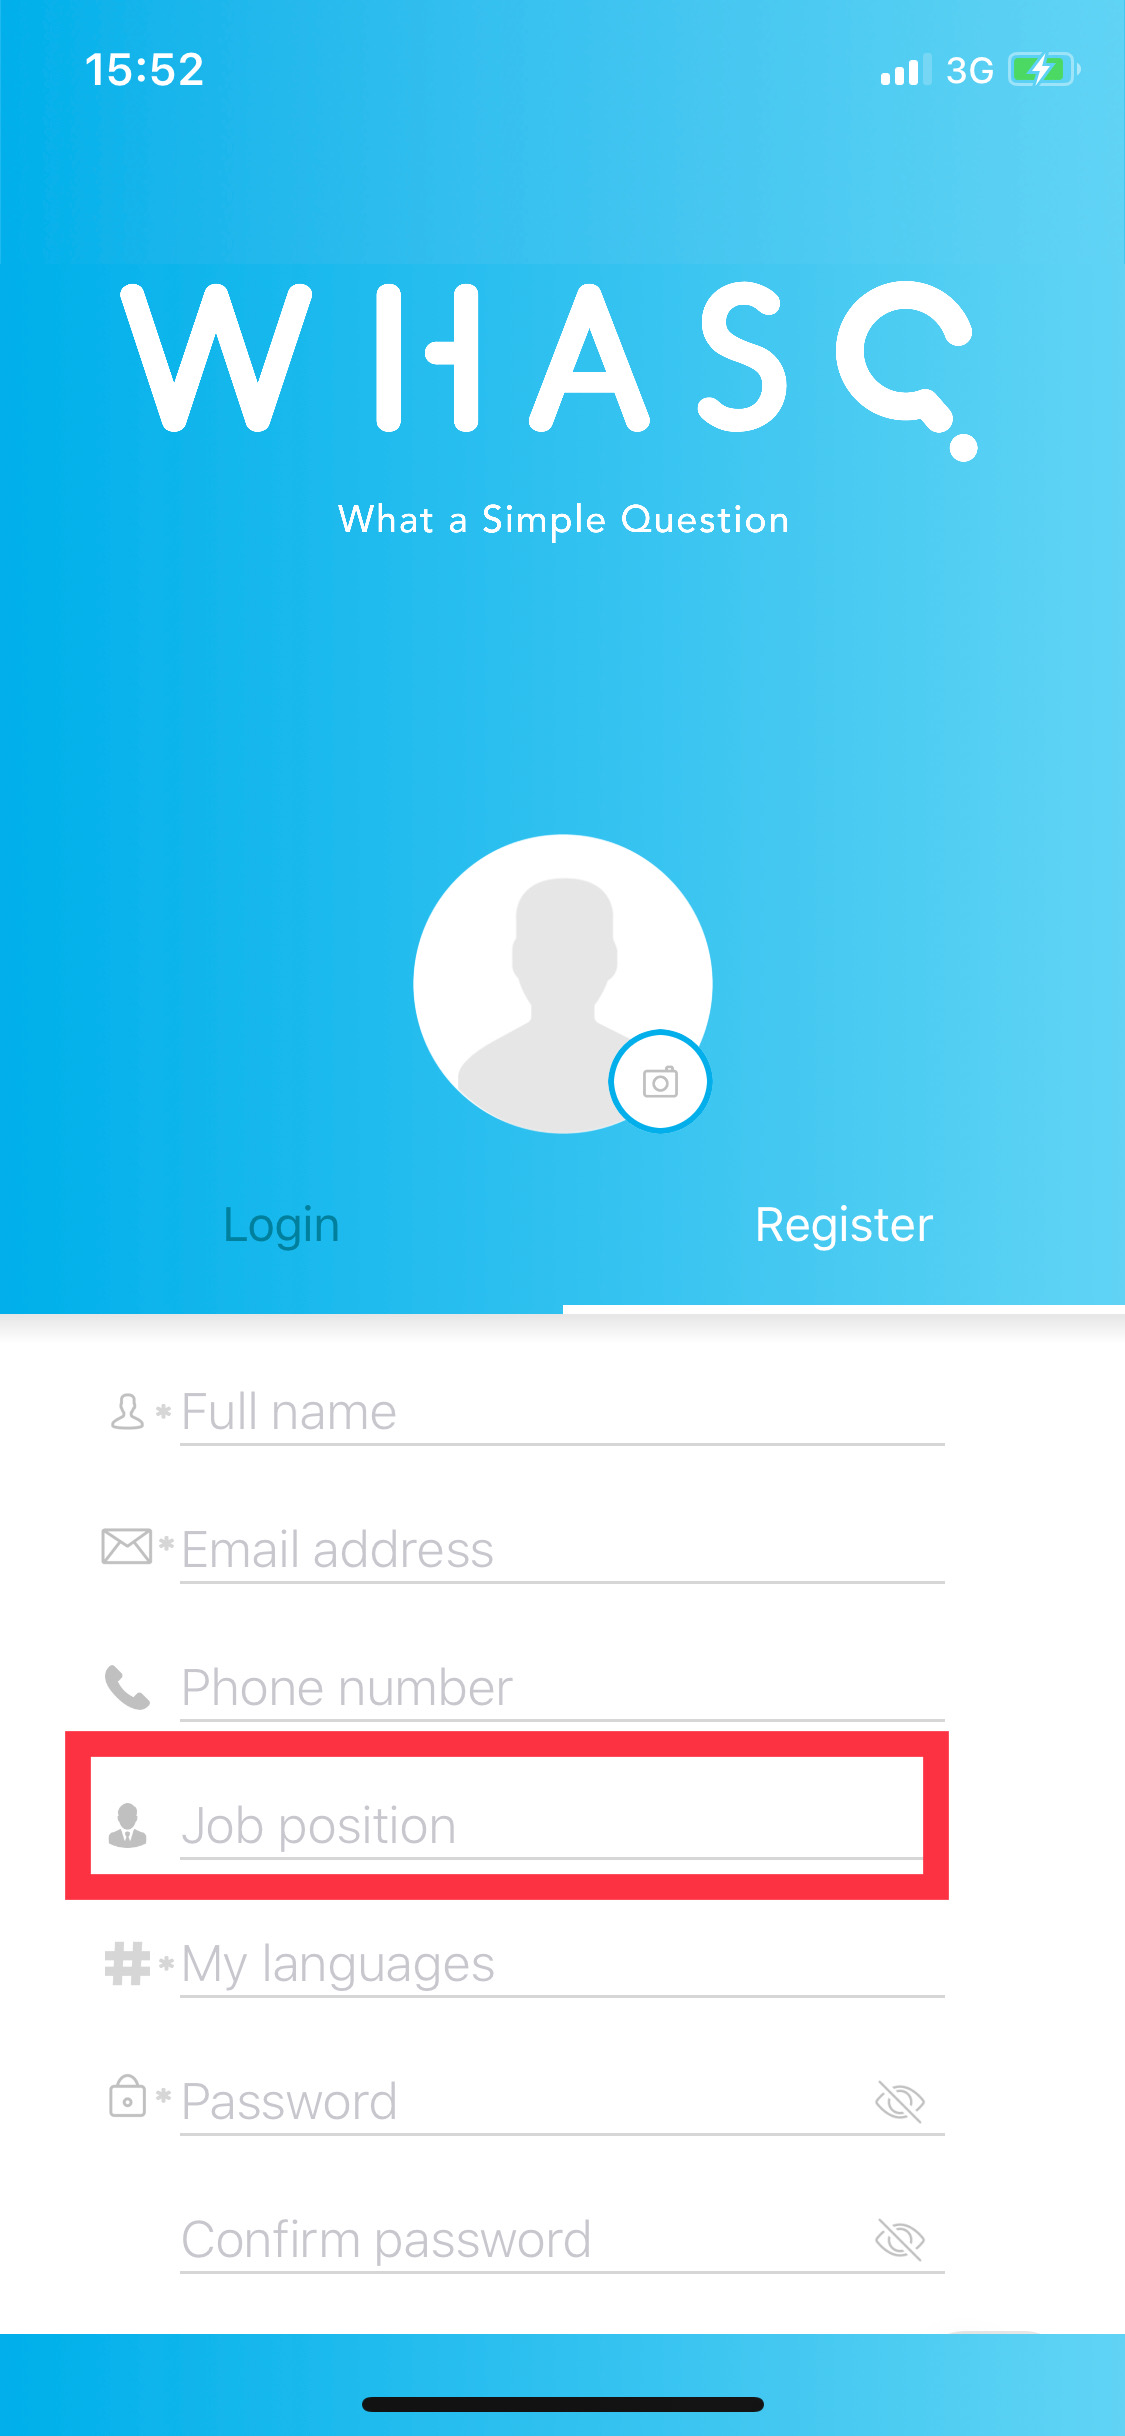 15:52 3G
WHASQ
What a Simple Question
Login Register
* Full name
* Email address
Phone number
Job position
# * My languages
* Password
Confirm password